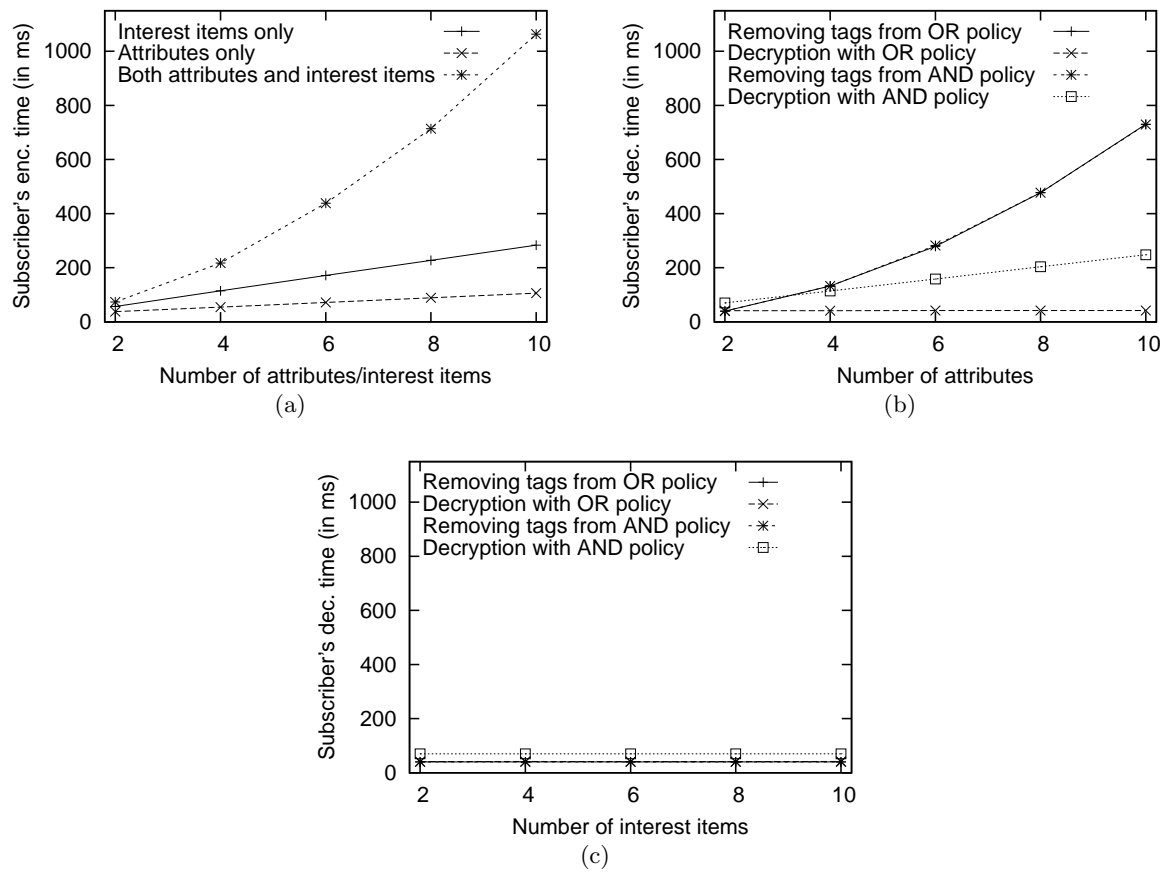 Subscriber's enc. time (in ms)
1000
800
600
400
200
0
Interest items only
Attributes only
Both attributes and interest items
2 4 6 8 10
Number of attributes/interest items
(a)
Subscriber's dec. time (in ms)
1000
800
600
400
200
0
Removing tags from OR policy
Decryption with OR policy
Removing tags from AND policy
Decryption with AND policy
2 4 6 8 10
Number of attributes
(b)
Subscriber's dec. time (in ms)
1000
800
600
400
200
0
Removing tags from OR policy
Decryption with OR policy
Removing tags from AND policy
Decryption with AND policy
2 4 6 8 10
Number of interest items
(c)